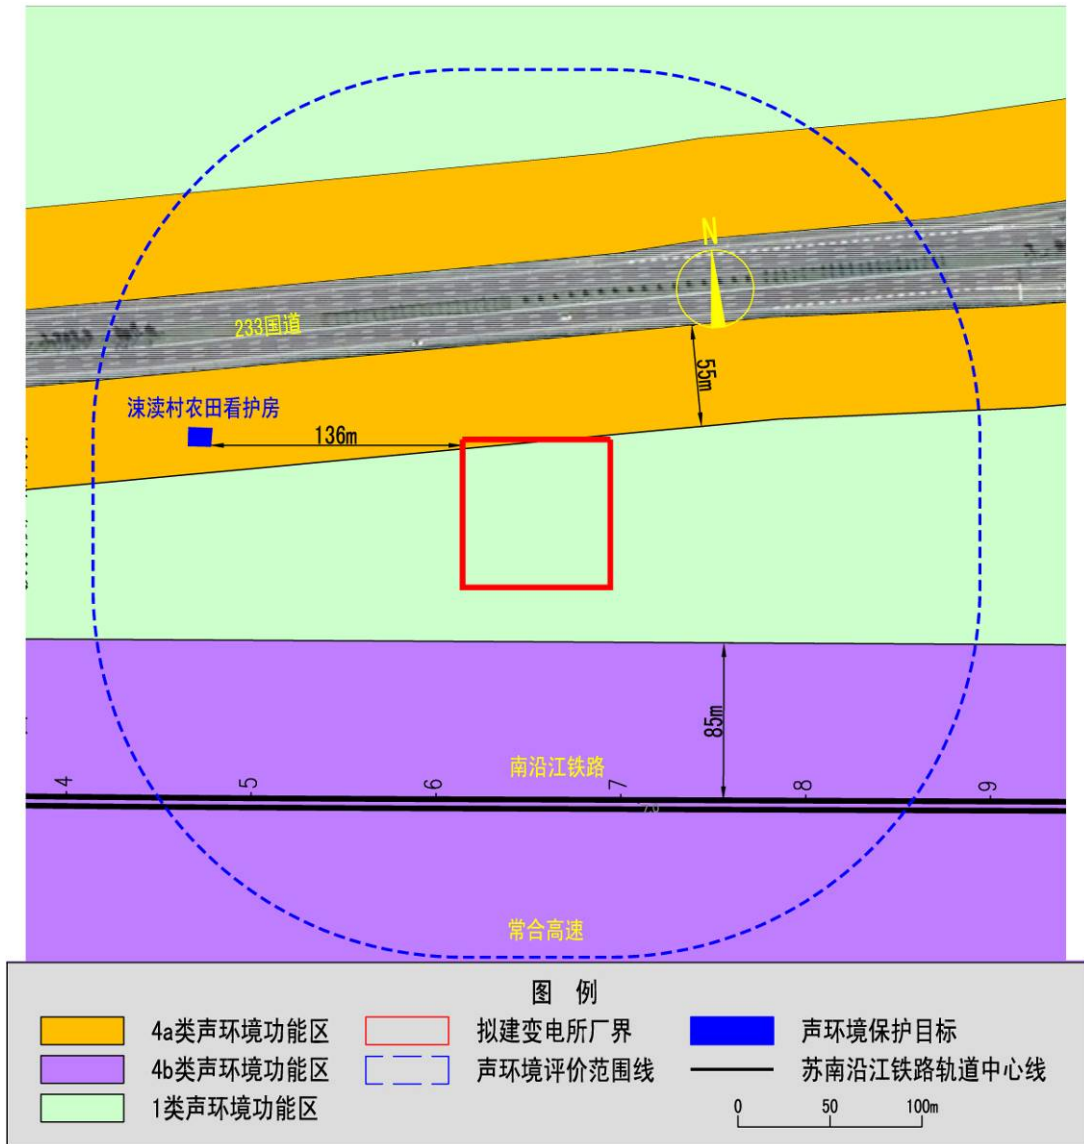 N
233国道
涑渎村农田看护房
136m
55m
85m
南沿江铁路
4
5
6
7
8
9
常合高速
图 例
4a类声环境功能区
拟建变电所厂界
声环境保护目标
4b类声环境功能区
声环境评价范围线
苏南沿江铁路轨道中心线
1类声环境功能区
0 50 100m